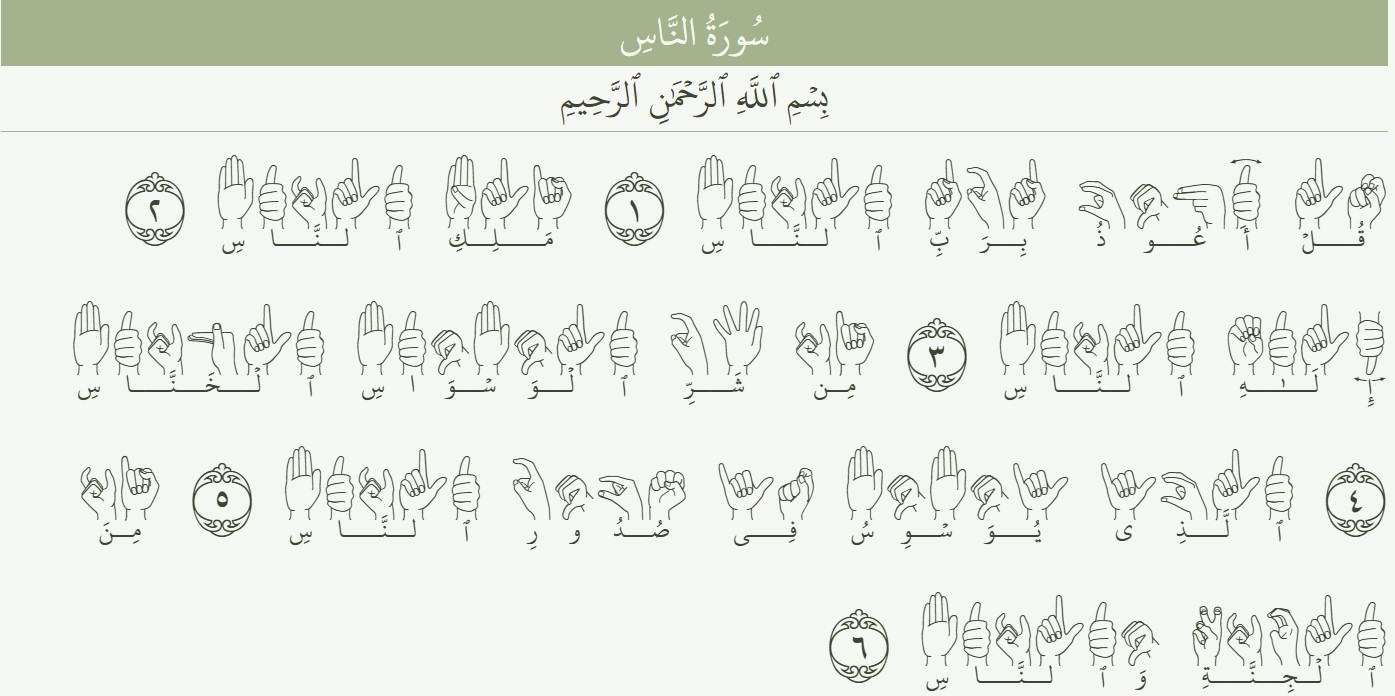 سُورَةُ النَّاسِ
بِسۡمِ ٱللَّهِ ٱلرَّحۡمَٰنِ ٱلرَّحِيمِ
قُلۡ أَعُوذُ بِرَبِّ ٱلنَّاسِ ١ مَلِكِ ٱلنَّاسِ ٢
إِلَٰهِ ٱلنَّاسِ ٣ مِن شَرِّ ٱلۡوَسۡوَاسِ ٱلۡخَنَّاسِ
٤ ٱلَّذِى يُوَسۡوِسُ فِى صُدُورِ ٱلنَّاسِ ٥ مِنَ
ٱلۡجِنَّةِ وَٱلنَّاسِ ٦